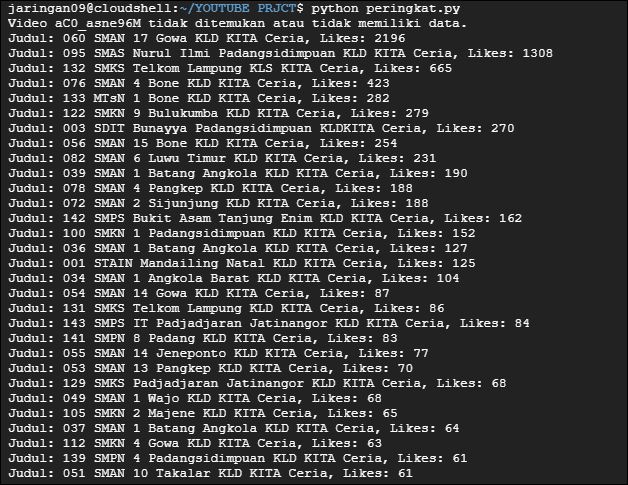 jaringan09@cloudshell:~/YOUTUBE PRJCT$ python peringkat.py
Video aC0_asne96M tidak ditemukan atau tidak memiliki data.
Judul: 060 SMAN 17 Gowa KLD KITA Ceria, Likes: 2196
Judul: 095 SMAS Nurul Ilmi Padangsidimpuan KLD KITA Ceria, Likes: 1308
Judul: 132 SMKS Telkom Lampung KLS KITA Ceria, Likes: 665
Judul: 076 SMAN 4 Bone KLD KITA Ceria, Likes: 423
Judul: 133 MTsN 1 Bone KLD KITA Ceria, Likes: 282
Judul: 122 SMKN 9 Bulukumba KLD KITA Ceria, Likes: 279
Judul: 003 SDIT Bunayya Padangsidimpuan KLDKITA Ceria, Likes: 270
Judul: 056 SMAN 15 Bone KLD KITA Ceria, Likes: 254
Judul: 082 SMAN 6 Luwu Timur KLD KITA Ceria, Likes: 231
Judul: 039 SMAN 1 Batang Angkola KLD KITA Ceria, Likes: 190
Judul: 078 SMAN 4 Pangkep KLD KITA Ceria, Likes: 188
Judul: 072 SMAN 2 Sijunjung KLD KITA Ceria, Likes: 188
Judul: 142 SMPS Bukit Asam Tanjung Enim KLD KITA Ceria, Likes: 162
Judul: 100 SMKN 1 Padangsidimpuan KLD KITA Ceria, Likes: 152
Judul: 036 SMAN 1 Batang Angkola KLD KITA Ceria, Likes: 127
Judul: 001 STAIN Mandailing Natal KLD KITA Ceria, Likes: 125
Judul: 034 SMAN 1 Angkola Barat KLD KITA Ceria, Likes: 104
Judul: 054 SMAN 14 Gowa KLD KITA Ceria, Likes: 87
Judul: 131 SMKS Telkom Lampung KLD KITA Ceria, Likes: 86
Judul: 143 SMPS IT Padjadjaran Jatinangor KLD KITA Ceria, Likes: 84
Judul: 141 SMPN 8 Padang KLD KITA Ceria, Likes: 83
Judul: 055 SMAN 14 Jeneponto KLD KITA Ceria, Likes: 77
Judul: 053 SMAN 13 Pangkep KLD KITA Ceria, Likes: 70
Judul: 129 SMKS Padjadjaran Jatinangor KLD KITA Ceria, Likes: 68
Judul: 049 SMAN 1 Wajo KLD KITA Ceria, Likes: 68
Judul: 105 SMKN 2 Majene KLD KITA Ceria, Likes: 65
Judul: 037 SMAN 1 Batang Angkola KLD KITA Ceria, Likes: 64
Judul: 112 SMKN 4 Gowa KLD KITA Ceria, Likes: 63
Judul: 139 SMPN 4 Padangsidimpuan KLD KITA Ceria, Likes: 61
Judul: 051 SMAN 10 Takalar KLD KITA Ceria, Likes: 61